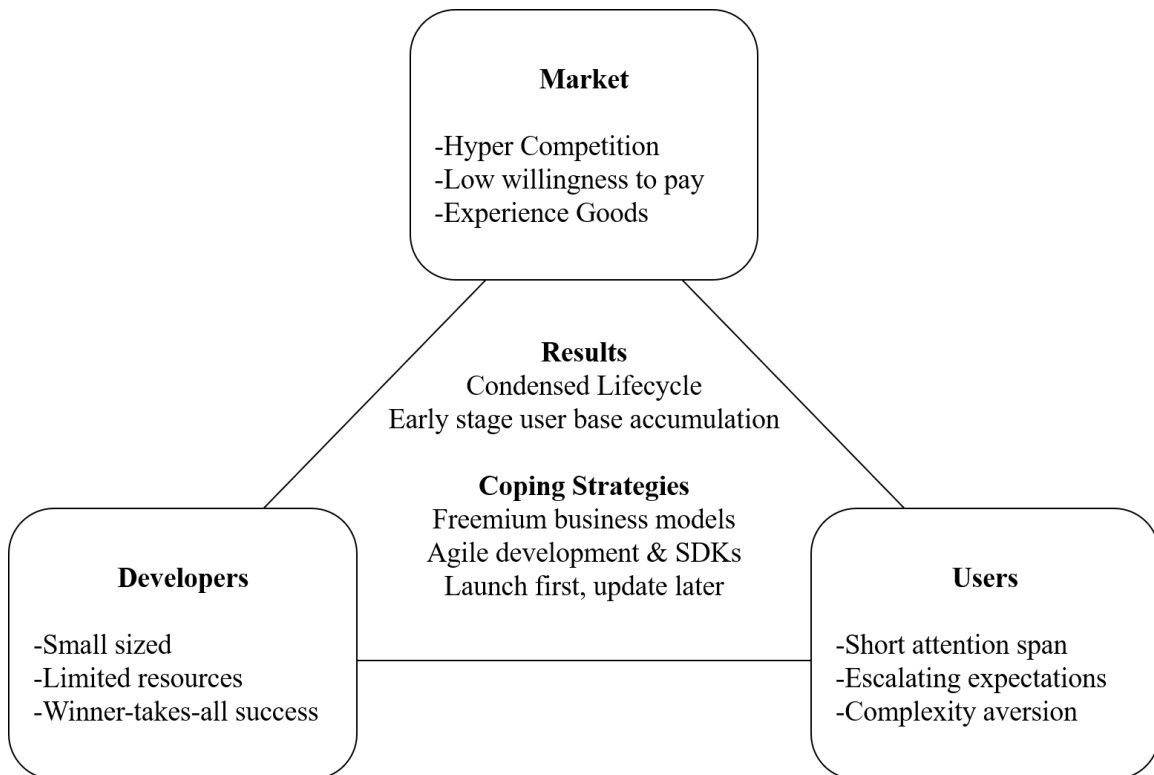 Market
-Hyper Competition
-Low willingness to pay
-Experience Goods
Results
Condensed Lifecycle
Early stage user base accumulation
Coping Strategies
Freemium business models
Agile development & SDKs
Launch first, update later
Developers
-Small sized
-Limited resources
-Winner-takes-all success
Users
-Short attention span
-Escalating expectations
-Complexity aversion